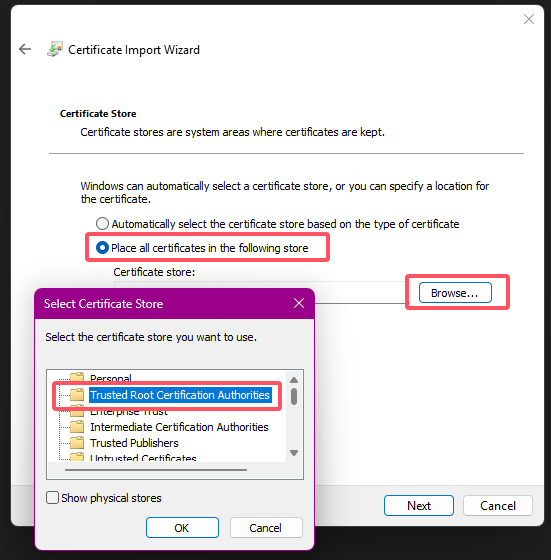 Certificate Import Wizard
Certificate Store
Certificate stores are system areas where certificates are kept.
Windows can automatically select a certificate store, or you can specify a location for
the certificate.
Automatically select the certificate store based on the type of certificate
Place all certificates in the following store
Certificate store:
Browse...
Select Certificate Store
Select the certificate store you want to use.
Personal
Trusted Root Certification Authorities
Enterprise Trust
Intermediate Certification Authorities
Trusted Publishers
Untrusted Certificates
Show physical stores
OK
Cancel
Next
Cancel